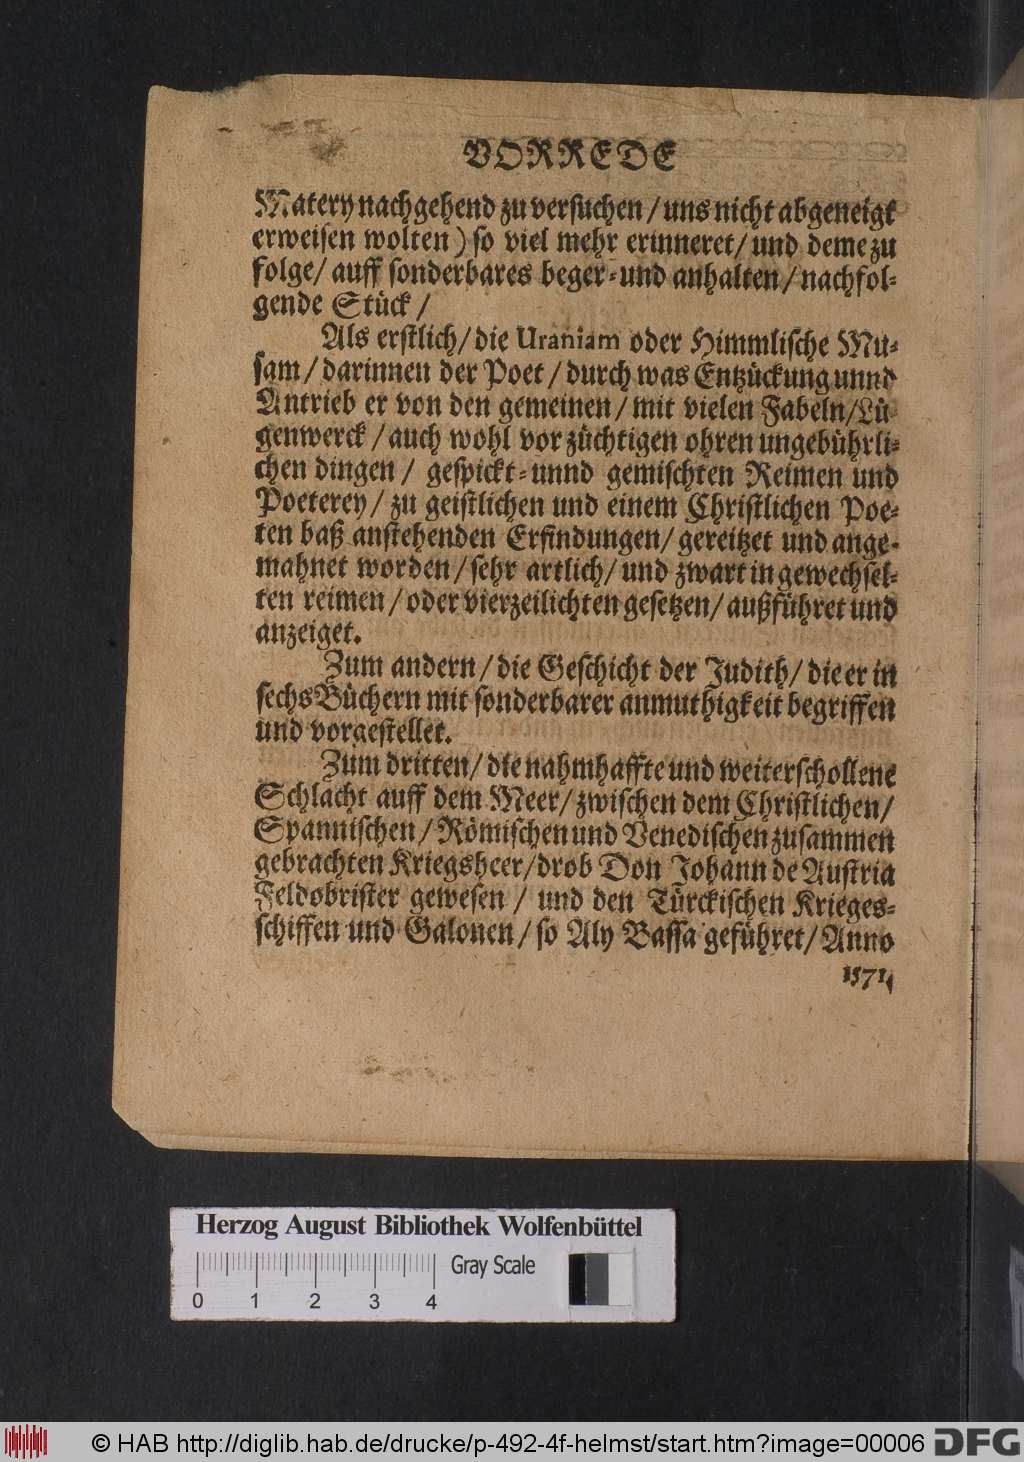 VORREDE
Matery nachgehend zu versuchen / uns nicht abgeneigt
erweisen wolten) so viel mehr erinneret / und deme zu
folge / auff sonderbares beger- und anhalten / nachfol-
gende Stück /
Als erstlich / die Uraniam oder Himmlische Mu-
sam / darinnen der Poet / durch was Entzückung unnd
Antrieb er von den gemeinen / mit vielen Fabeln / Lü-
genwerck / auch wohl vor züchtigen ohren ungebührli-
chen dingen / gespickt- unnd gemischten Reimen und
Poeterey / zu geistlichen und einem Christlichen Poe-
ten baß anstehenden Erfindungen / gereitzet und ange-
mahnet worden / sehr artlich / und zwart in gewechsel-
ten reimen / oder vierzeilichten gesetzen / außführet und
anzeiget.
Zum andern / die Geschicht der Judith / die er in
sechs Büchern mit sonderbarer anmuthigkeit begriffen
und vorgestellet.
Zum dritten / die nahmhaffte und weiterschollene
Schlacht auff dem Meer / zwischen dem Christlichen /
Spannischen / Römischen und Venedischen zusammen
gebrachten Kriegsheer / drob Don Johann de Austria
Feldobrister gewesen / und den Türckischen Krieges-
schiffen und Galonen / so Aly Bassa geführet / Anno
1571,
Herzog August Bibliothek Wolfenbüttel
Gray Scale
0 1 2 3 4
© HAB http://diglib.hab.de/drucke/p-492-4f-helmst/start.htm?image=00006 DFG